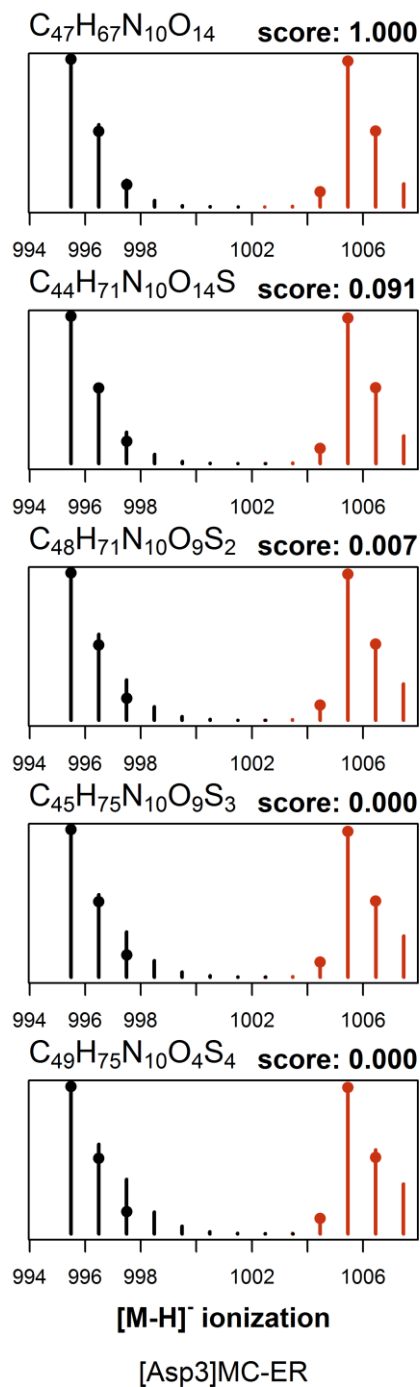 C₄₇H₆₇N₁₀O₁₄ score: 1.000
994 996 998 1002 1006
C₄₄H₇₁N₁₀O₁₄S score: 0.091
994 996 998 1002 1006
C₄₈H₇₁N₁₀O₉S₂ score: 0.007
994 996 998 1002 1006
C₄₅H₇₅N₁₀O₉S₃ score: 0.000
994 996 998 1002 1006
C₄₉H₇₅N₁₀O₄S₄ score: 0.000
994 996 998 1002 1006
[M-H]⁻ ionization
[Asp3]MC-ER